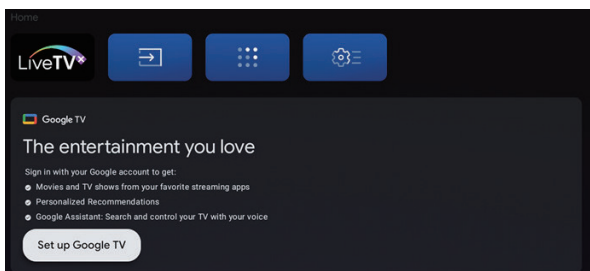 Home
LiveTVx
Google TV
The entertainment you love
Sign in with your Google account to get:
Movies and TV shows from your favorite streaming apps
Personalized Recommendations
Google Assistant: Search and control your TV with your voice
Set up Google TV